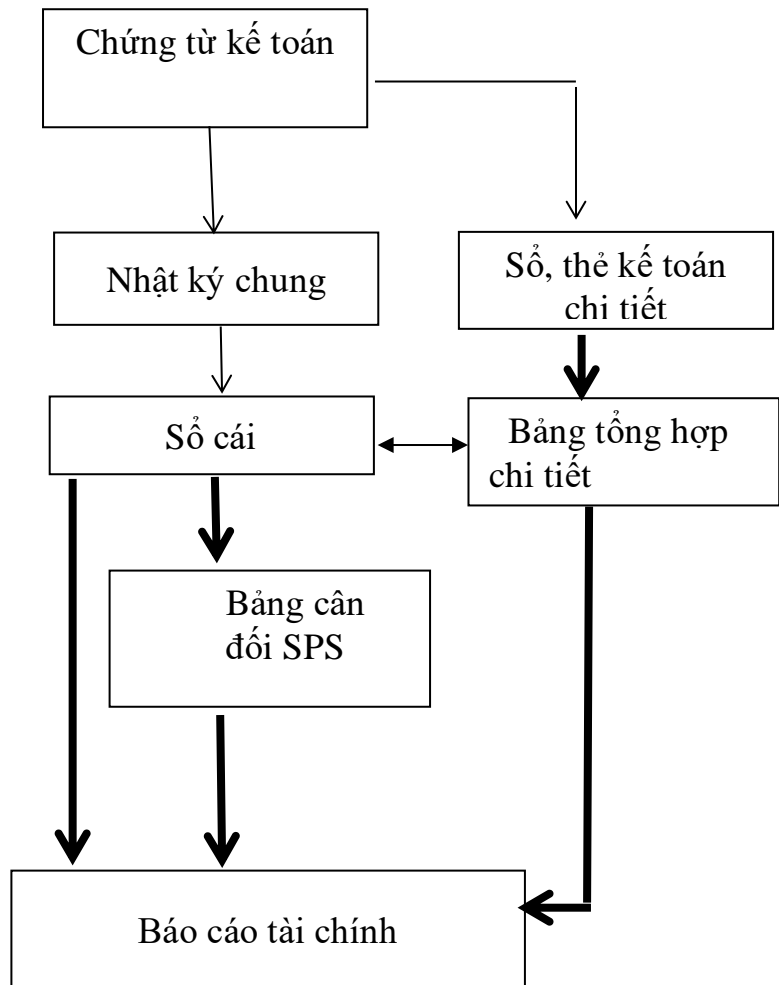 Chứng từ kế toán
Nhật ký chung
Sổ, thẻ kế toán
chi tiết
Sổ cái
Bảng tổng hợp
chi tiết
Bảng cân
đối SPS
Báo cáo tài chính